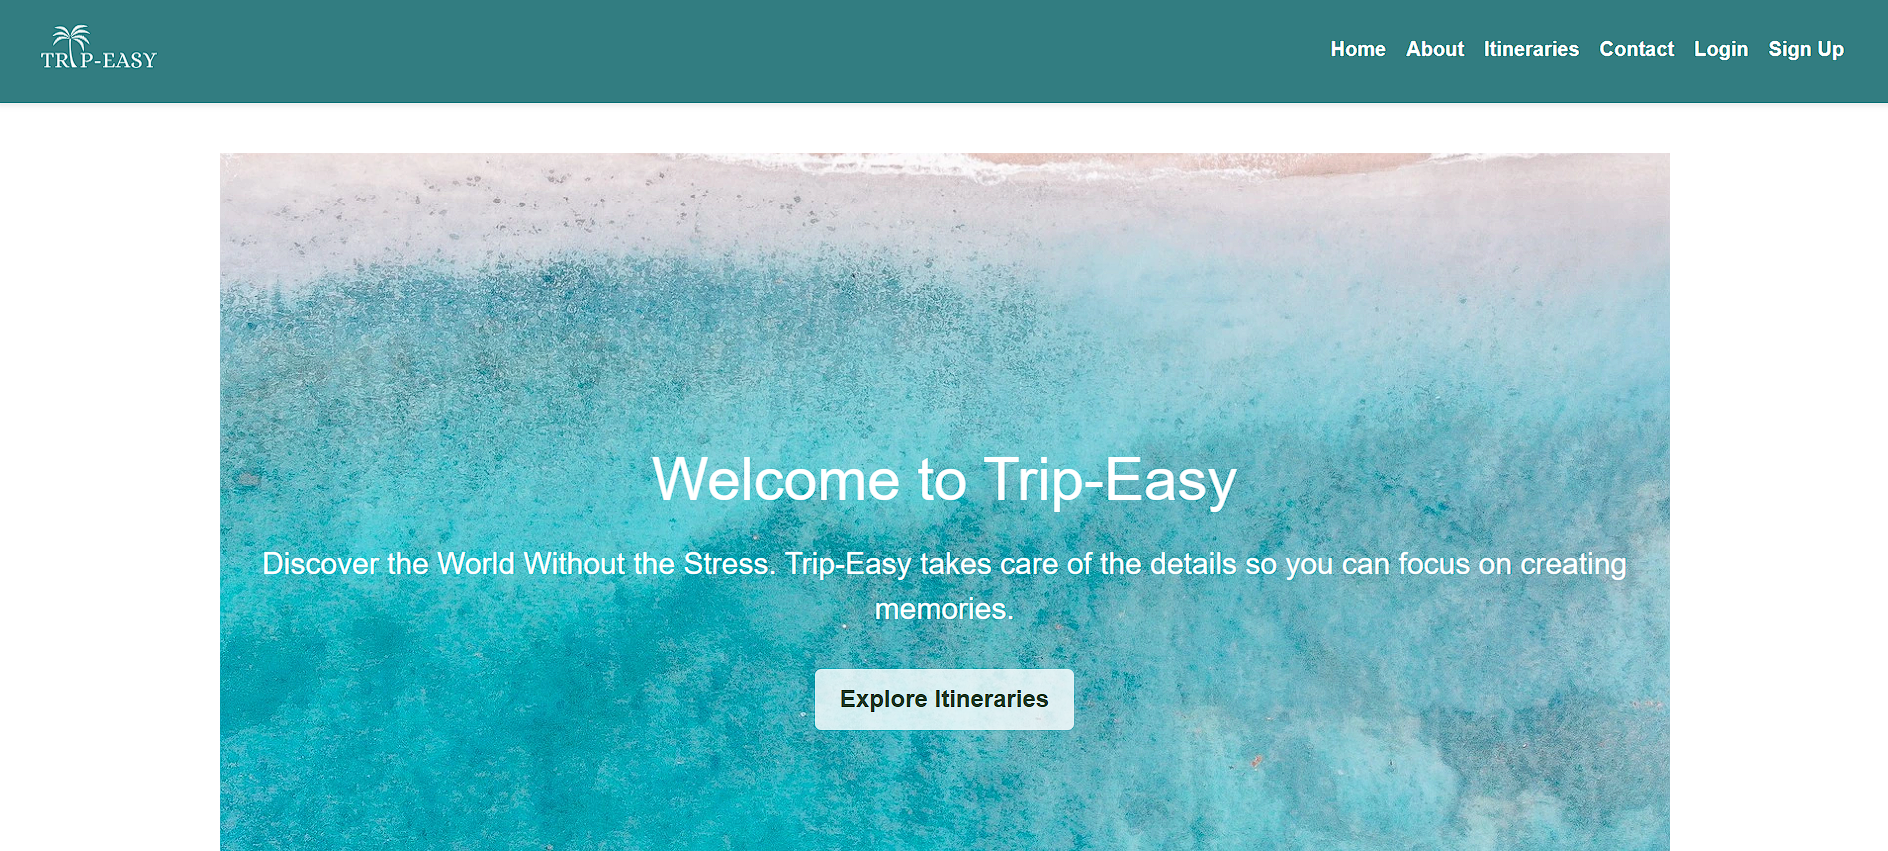 TRIP-EASY
Home About Itineraries Contact Login Sign Up
Welcome to Trip-Easy
Discover the World Without the Stress. Trip-Easy takes care of the details so you can focus on creating
memories.
Explore Itineraries